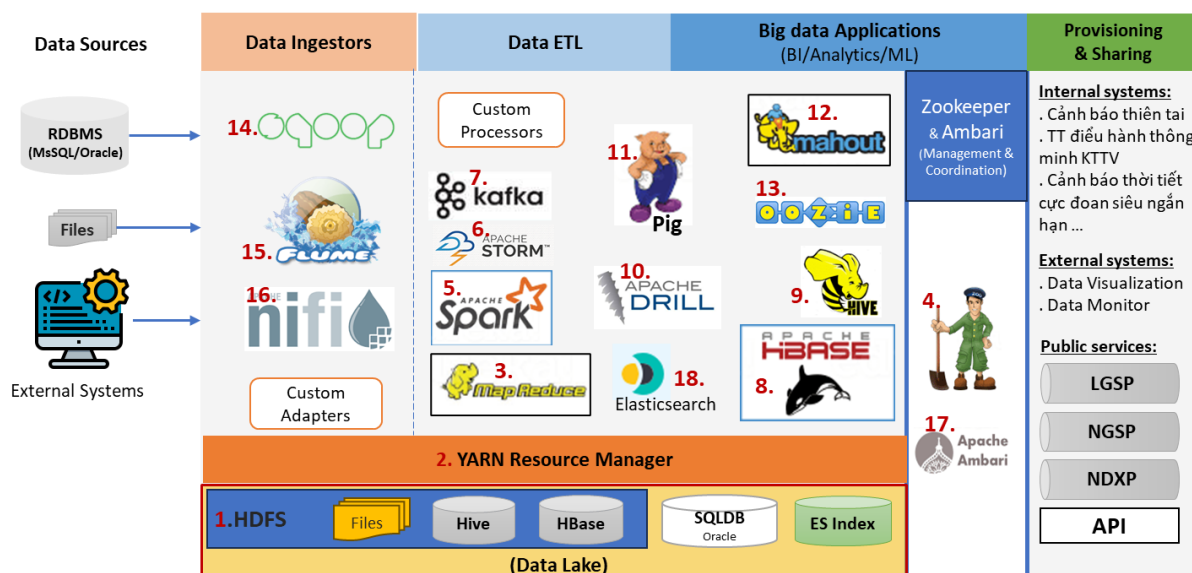 Data Sources
Data Ingestors
Data ETL
Big data Applications
(BI/Analytics/ML)
Provisioning
& Sharing
RDBMS
(MsSQL/Oracle)
Files
External Systems
14. sqoop
15. FLUME
16. APACHE
nifi
Custom
Adapters
Custom
Processors
7. kafka
6. APACHE
STORM™
5. APACHE
Spark
3. Map Reduce
11.
Pig
10. APACHE
DRILL
18.
Elasticsearch
12. mahout
13.
OOZIE
9. HIVE
APACHE
HBASE
8.
Zookeeper
& Ambari
(Management &
Coordination)
4.
17. Apache
Ambari
Internal systems:
. Cảnh báo thiên tai
. TT điều hành thông
minh KTTV
. Cảnh báo thời tiết
cực đoan siêu ngắn
hạn ...
External systems:
. Data Visualization
. Data Monitor
Public services:
LGSP
NGSP
NDXP
API
2. YARN Resource Manager
1.HDFS
Files
Hive
HBase
SQLDB
Oracle
ES Index
(Data Lake)